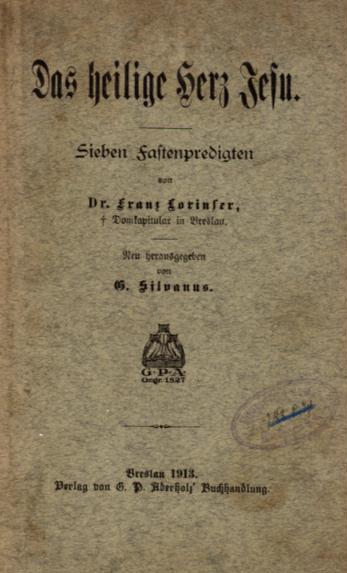 Das heilige Herz Jesu.
Sieben Fastenpredigten
von
Dr. Franz Lorinser,
† Domkapitular in Breslau.
Neu herausgegeben
von
G. Silvanus.
G·P·A·
Gegr. 1827
Breslau 1913.
Verlag von G. P. Aderholz' Buchhandlung.